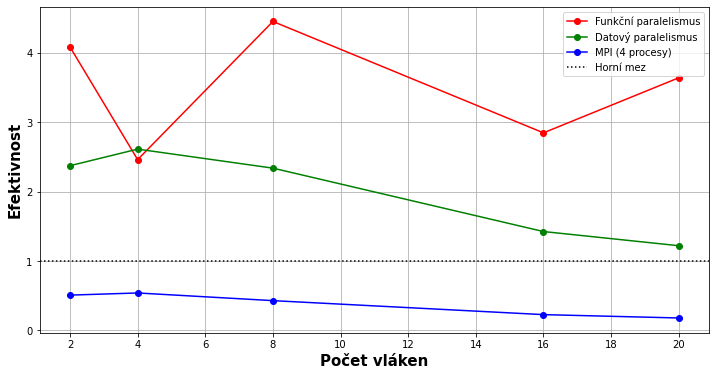 Funkční paralelismus
Datový paralelismus
MPI (4 procesy)
Horní mez
Efektivnost
4
3
2
1
0
2 4 6 8 10 12 14 16 18 20
Počet vláken